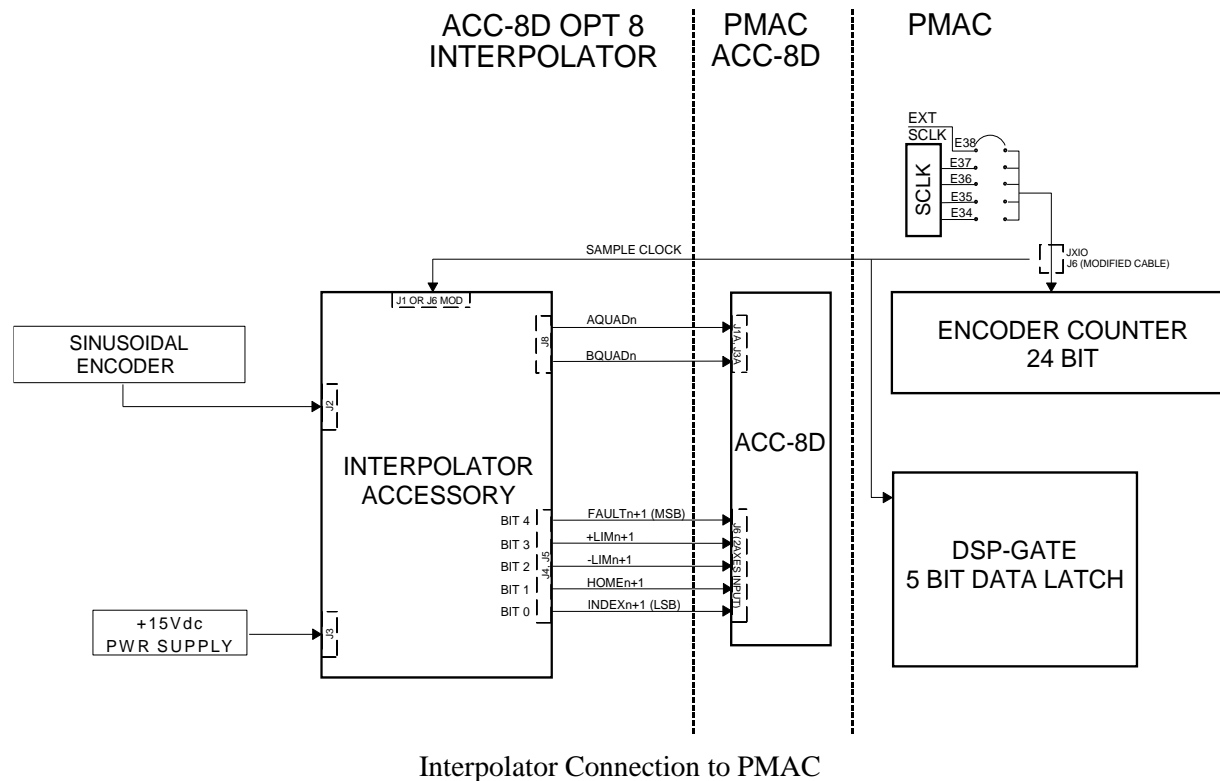 ACC-8D OPT 8
INTERPOLATOR
PMAC
ACC-8D
PMAC
EXT
SCLK
E38
E37
E36
E35
E34
SCLK
SAMPLE CLOCK
JXIO
J6 (MODIFIED CABLE)
J1 OR J6 MOD
SINUSOIDAL
ENCODER
J2
J8
AQUADn
BQUADn
J1A, J3A
ENCODER COUNTER
24 BIT
INTERPOLATOR
ACCESSORY
ACC-8D
BIT 4
BIT 3
BIT 2
BIT 1
BIT 0
J4, J5
FAULTn+1 (MSB)
+LIMn+1
-LIMn+1
HOMEn+1
INDEXn+1 (LSB)
J6 (2AXES INPUT)
DSP-GATE
5 BIT DATA LATCH
+15Vdc
PWR SUPPLY
J3
Interpolator Connection to PMAC